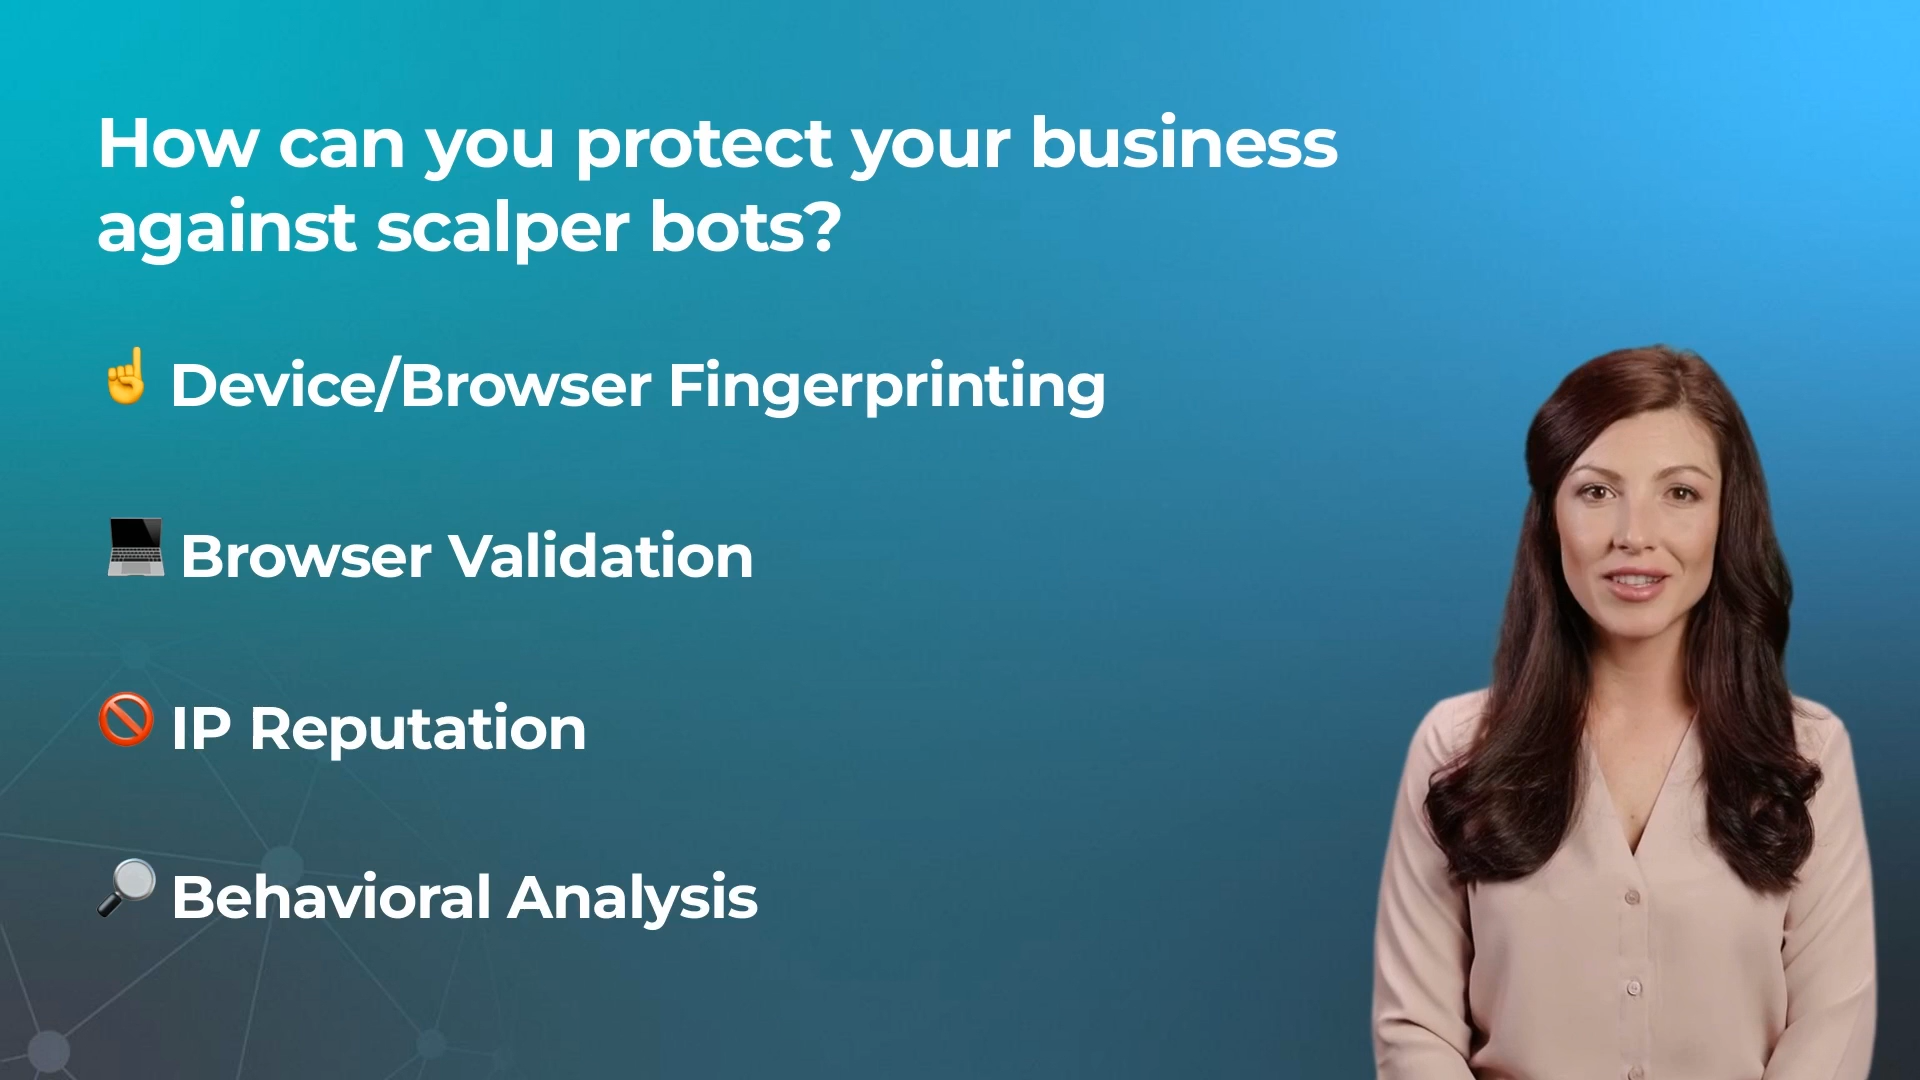 How can you protect your business
against scalper bots?
☝️ Device/Browser Fingerprinting
💻 Browser Validation
🚫 IP Reputation
🔎 Behavioral Analysis